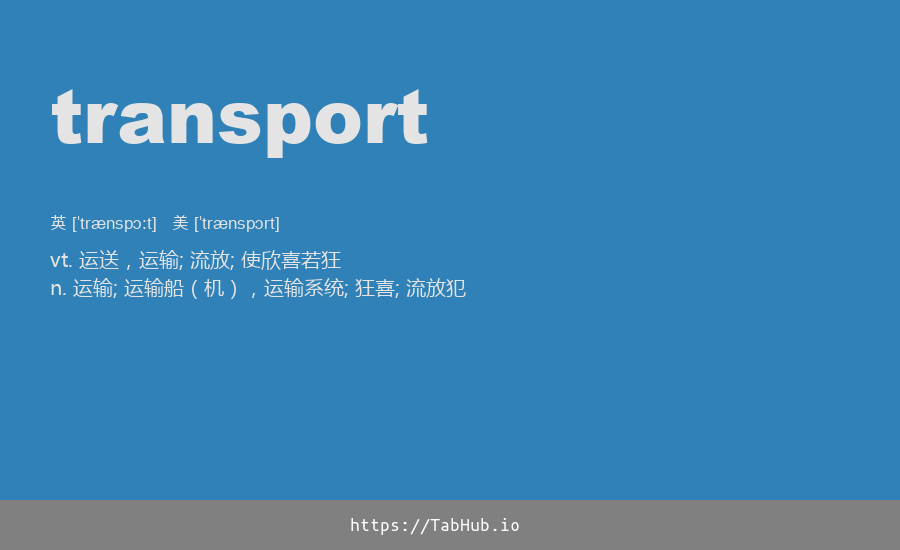 transport
英 ['trænspɔːt] 美 ['trænspɔrt]
vt. 运送，运输; 流放; 使欣喜若狂
n. 运输; 运输船（机），运输系统; 狂喜; 流放犯
https://TabHub.io